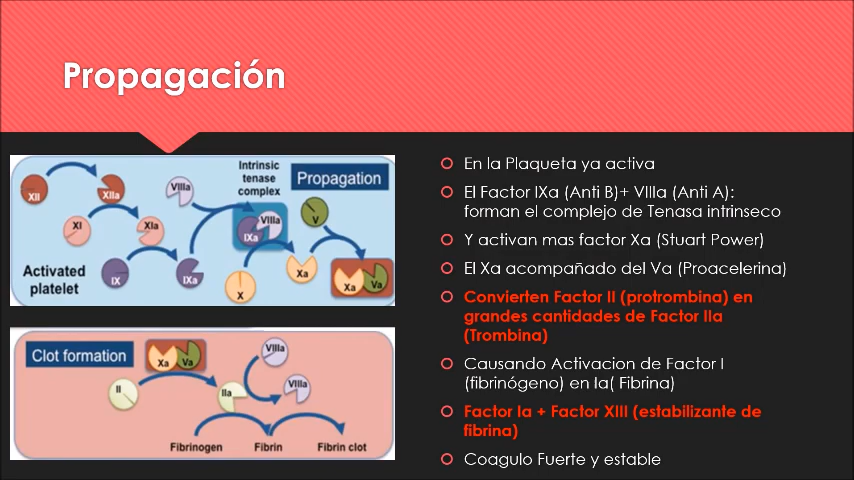 Propagación
Intrinsic
tenase
complex
Propagation
XII
XIIa
VIIIa
XI
XIa
VIIIa
IXa
V
IX
IXa
X
Xa
Xa
Va
Activated
platelet
Clot formation
Xa
Va
VIIIa
II
IIa
VIIIa
Fibrinogen
Fibrin
Fibrin clot
En la Plaqueta ya activa
El Factor IXa (Anti B)+ VIIIa (Anti A):
forman el complejo de Tenasa intrinseco
Y activan mas factor Xa (Stuart Power)
El Xa acompañado del Va (Proacelerina)
Convierten Factor II (protrombina) en
grandes cantidades de Factor IIa
(Trombina)
Causando Activacion de Factor I
(fibrinógeno) en Ia( Fibrina)
Factor Ia + Factor XIII (estabilizante de
fibrina)
Coagulo Fuerte y estable